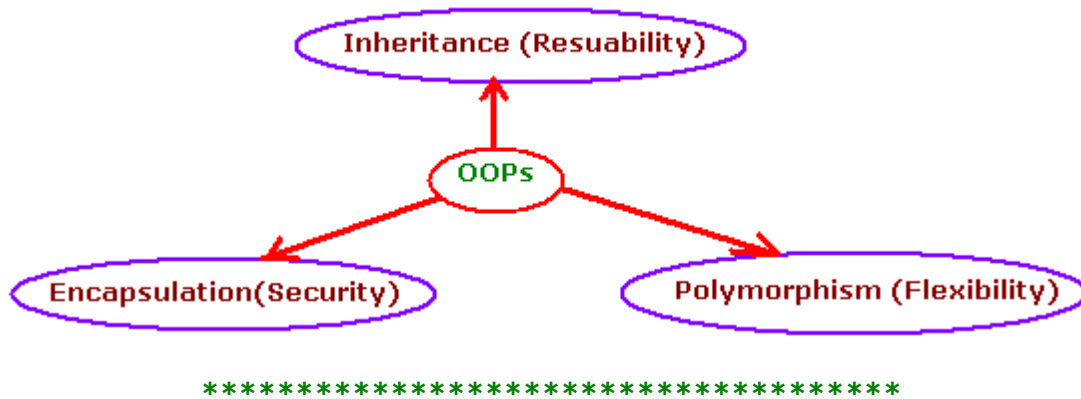 Inheritance (Resuability)
OOPs
Encapsulation(Security)
Polymorphism (Flexibility)
*************************************